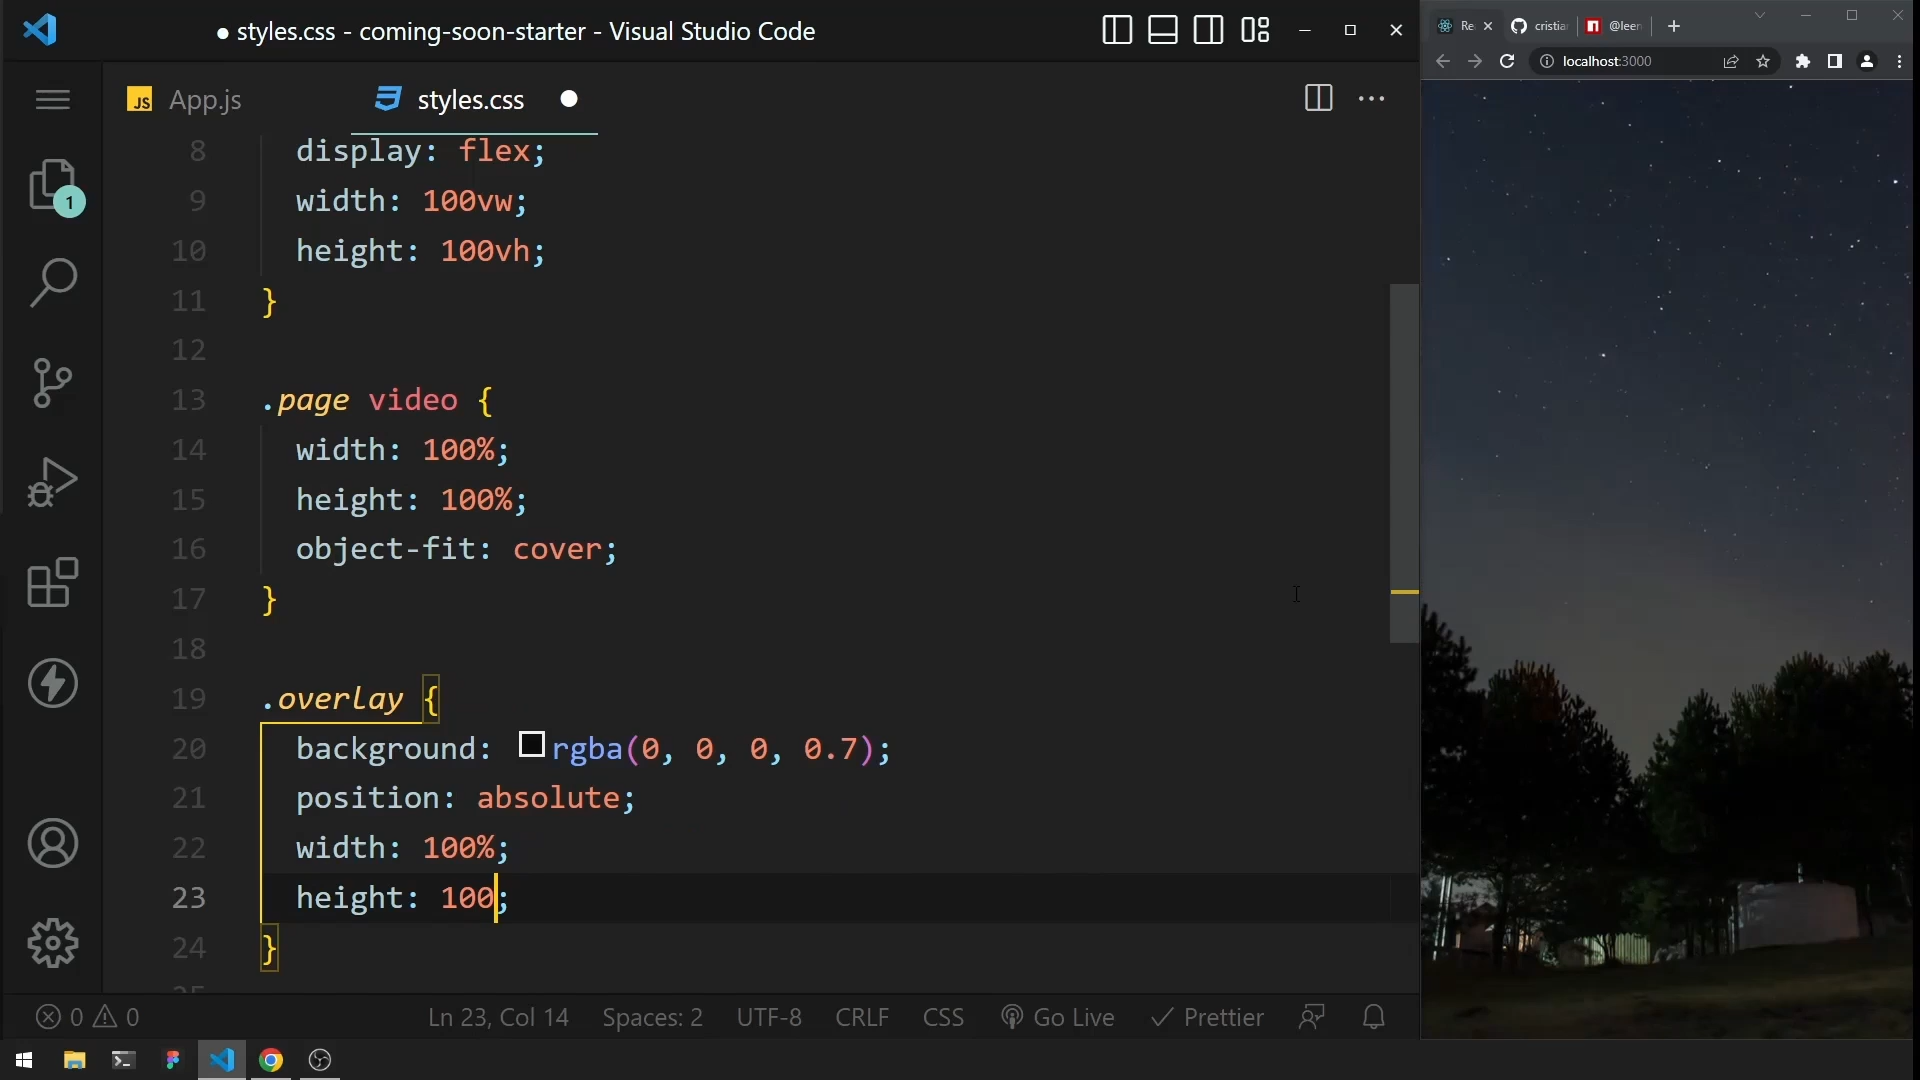 ● styles.css - coming-soon-starter - Visual Studio Code
JS App.js
styles.css ●
1
8 display: flex;
9 width: 100vw;
10 height: 100vh;
11 }
12
13 .page video {
14 width: 100%;
15 height: 100%;
16 object-fit: cover;
17 }
18
19 .overlay {
20 background: rgba(0, 0, 0, 0.7);
21 position: absolute;
22 width: 100%;
23 height: 100;
24 }
0 0
Ln 23, Col 14
Spaces: 2
UTF-8
CRLF
CSS
Go Live
Prettier
Re
cristia
@leen
localhost:3000